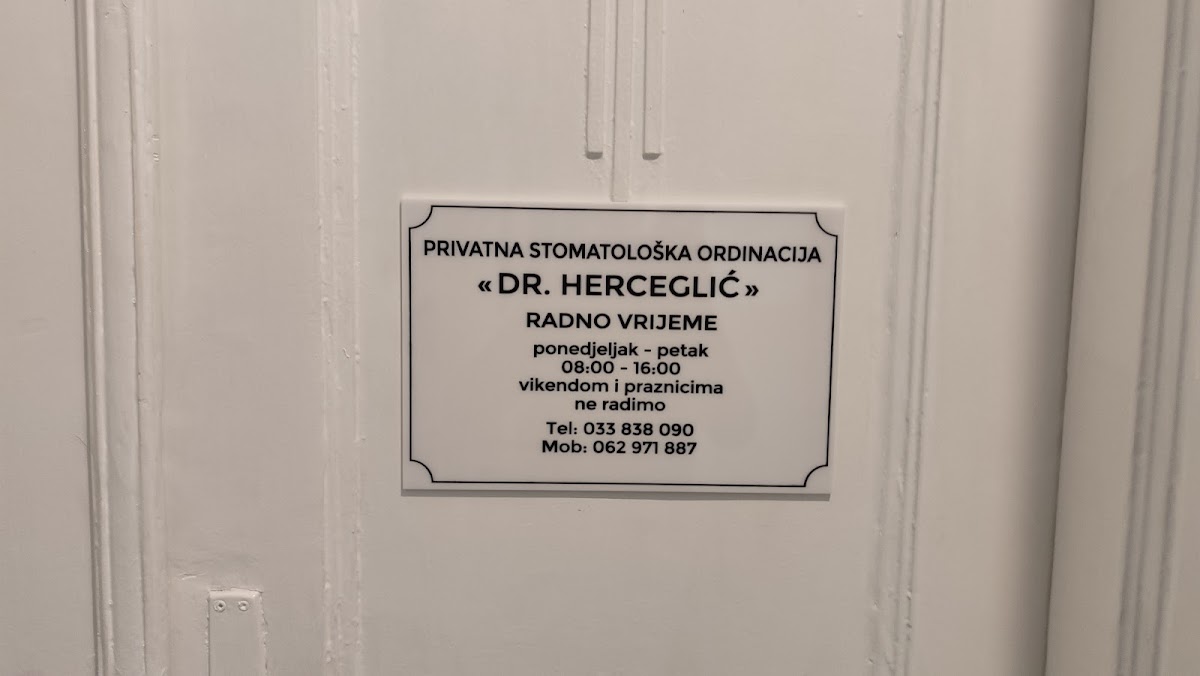 PRIVATNA STOMATOLOŠKA ORDINACIJA
«DR. HERCEGLIĆ»
RADNO VRIJEME
ponedjeljak - petak
08:00 - 16:00
vikendom i praznicima
ne radimo
Tel: 033 838 090
Mob: 062 971 887